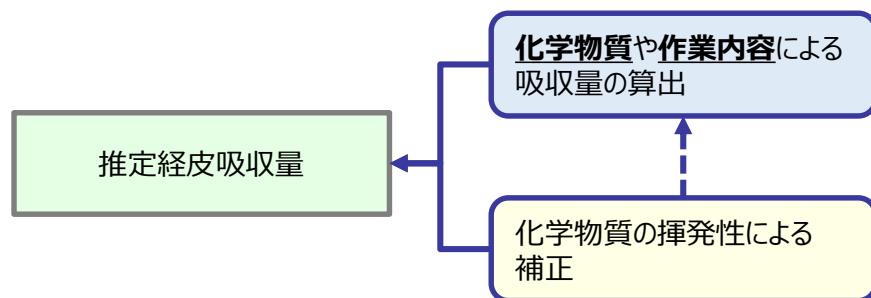 化学物質や作業内容による
吸収量の算出
推定経皮吸収量
化学物質の揮発性による
補正